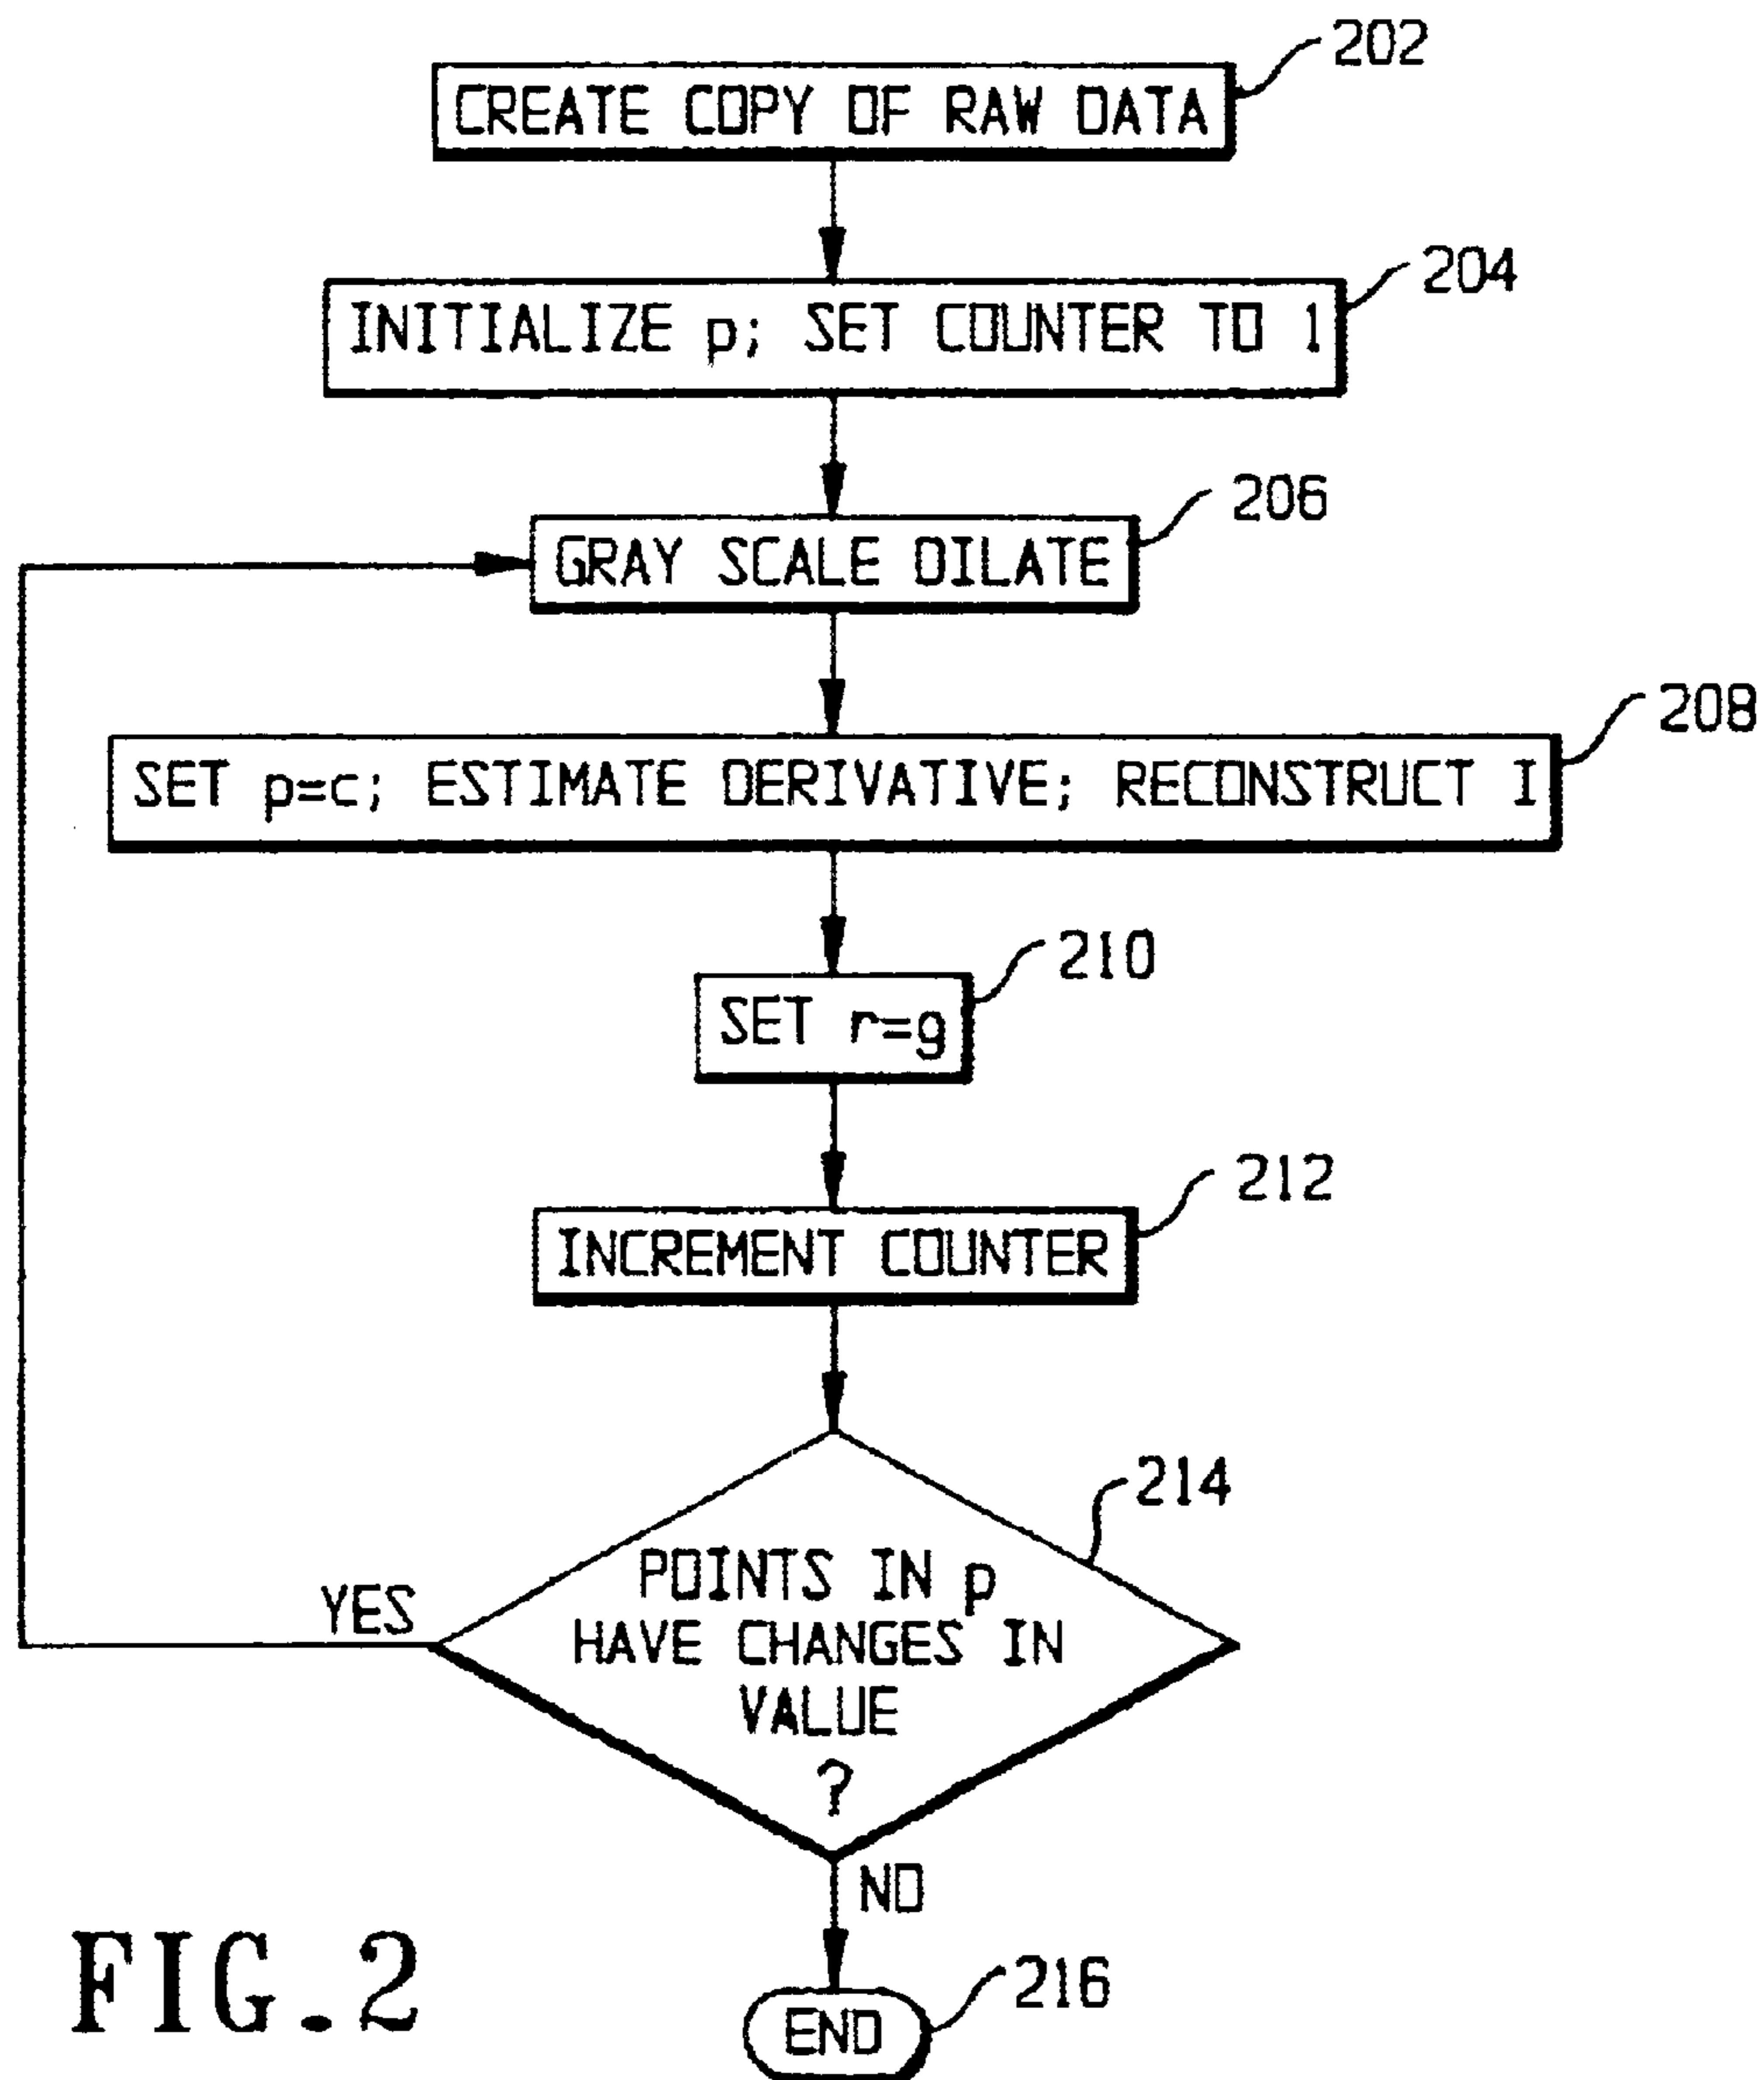 202
CREATE COPY OF RAW DATA
204
INITIALIZE p; SET COUNTER TO 1
206
GRAY SCALE DILATE
208
SET p=c; ESTIMATE DERIVATIVE; RECONSTRUCT I
210
SET r=g
212
INCREMENT COUNTER
214
POINTS IN p
HAVE CHANGES IN
VALUE
?
YES
NO
216
END
FIG.2